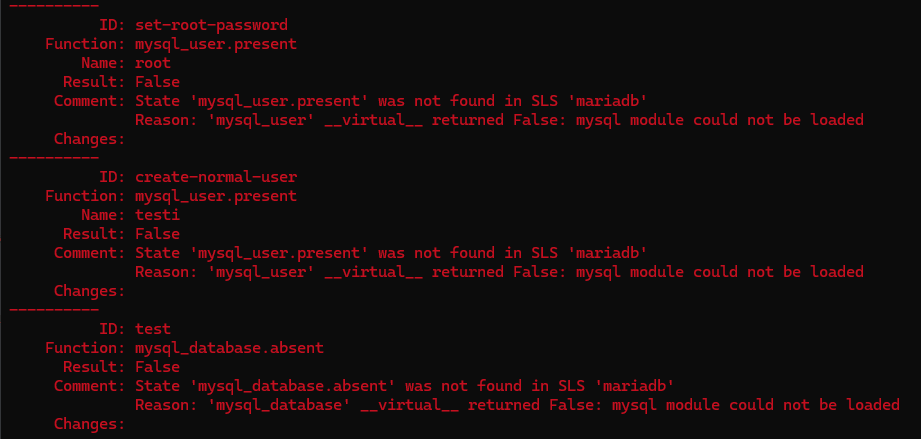 ----------
ID: set-root-password
Function: mysql_user.present
Name: root
Result: False
Comment: State 'mysql_user.present' was not found in SLS 'mariadb'
Reason: 'mysql_user' __virtual__ returned False: mysql module could not be loaded
Changes:
----------
ID: create-normal-user
Function: mysql_user.present
Name: testi
Result: False
Comment: State 'mysql_user.present' was not found in SLS 'mariadb'
Reason: 'mysql_user' __virtual__ returned False: mysql module could not be loaded
Changes:
----------
ID: test
Function: mysql_database.absent
Result: False
Comment: State 'mysql_database.absent' was not found in SLS 'mariadb'
Reason: 'mysql_database' __virtual__ returned False: mysql module could not be loaded
Changes: